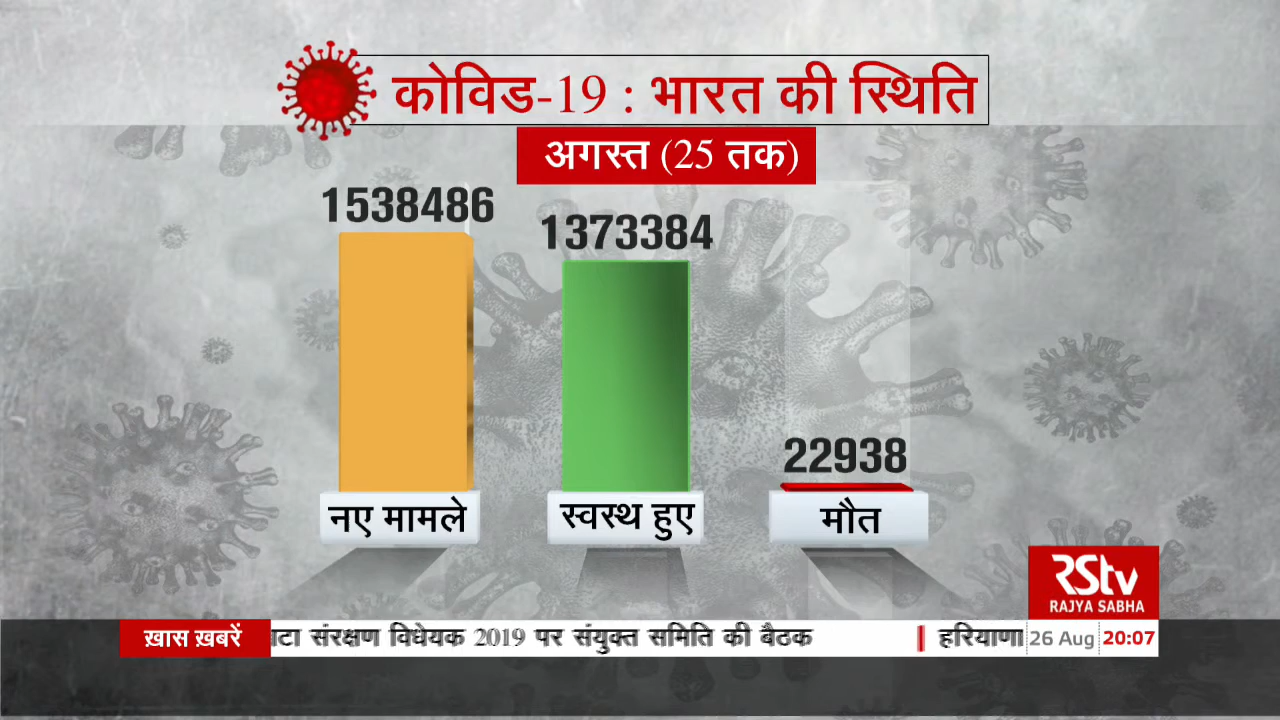 कोविड-19 : भारत की स्थिति
अगस्त (25 तक)
1538486
1373384
22938
नए मामले
स्वस्थ हुए
मौत
RStv
RAJYA SABHA
ख़ास ख़बरें
संरक्षण विधेयक 2019 पर संयुक्त समिति की बैठक
हरियाणा
26 Aug
20:07